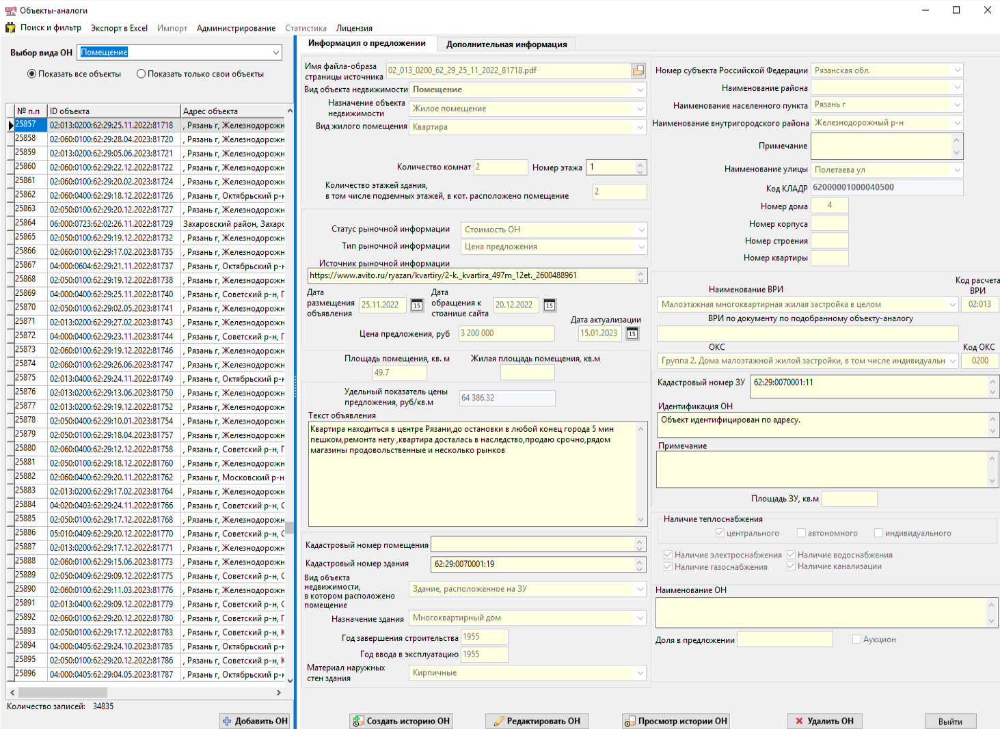 Объекты-аналоги
Поиск и фильтр Экспорт в Excel Импорт Администрирование Статистика Лицензия
Выбор вида ОН Помещение
Показать все объекты Показать только свои объекты
№ п.п ID объекта Адрес объекта
25857 02:013:0200:62:29:25.11.2022:81718 , Рязань г, Железнодорожн
25858 02:060:0100:62:29:28.04.2023:81720 , Рязань г, Железнодорожн
25859 02:013:0200:62:29:05.06.2023:81721 , Рязань г, Железнодорожн
25860 02:060:0100:62:29:22.12.2022:81722 , Рязань г, Железнодорожн
25861 02:060:0100:62:29:20.02.2023:81724 , Рязань г, Железнодорожн
25862 02:060:0400:62:29:18.12.2022:81726 , Рязань г, Октябрьский р-н
25863 02:050:0100:62:29:20.12.2022:81727 , Рязань г, Железнодорожн
25864 06:000:0723:62:02:26.11.2022:81729 Захаровский район, Захаро
25865 02:050:0100:62:29:19.12.2022:81732 , Рязань г, Железнодорожн
25866 02:060:0100:62:29:17.02.2023:81735 , Рязань г, Железнодорожн
25867 04:000:0604:62:29:21.11.2022:81737 , Рязань г, Октябрьский р-н
25868 02:050:0100:62:29:19.12.2022:81738 , Рязань г, Железнодорожн
25869 04:000:0400:62:29:25.11.2022:81740 , Рязань г, Советский р-н, Г
25870 02:050:0100:62:29:02.05.2023:81741 , Рязань г, Железнодорожн
25871 02:013:0200:62:29:27.02.2023:81743 , Рязань г, Железнодорожн
25872 04:000:0400:62:29:23.11.2022:81744 , Рязань г, Советский р-н, Г
25873 02:060:0100:62:29:19.12.2022:81746 , Рязань г, Железнодорожн
25874 02:060:0100:62:29:26.06.2023:81747 , Рязань г, Железнодорожн
25875 02:013:0400:62:29:24.11.2022:81749 , Рязань г, Октябрьский р-н
25876 02:013:0200:62:29:13.06.2023:81750 , Рязань г, Железнодорожн
25877 02:013:0200:62:29:19.12.2022:81752 , Рязань г, Железнодорожн
25878 02:050:0400:62:29:10.01.2023:81754 , Рязань г, Октябрьский р-н
25879 02:050:0100:62:29:18.04.2023:81757 , Рязань г, Железнодорожн
25880 02:060:0400:62:29:12.12.2022:81758 , Рязань г, Советский р-н, Г
25881 02:050:0100:62:29:18.12.2022:81760 , Рязань г, Железнодорожн
25882 02:060:0400:62:29:20.11.2022:81762 , Рязань г, Московский р-н
25883 02:013:0200:62:29:17.02.2023:81764 , Рязань г, Железнодорожн
25884 04:020:0403:62:29:24.11.2022:81766 , Рязань г, Советский р-н, С
25885 02:050:0100:62:29:17.12.2022:81768 , Рязань г, Железнодорожн
25886 05:010:0409:62:29:20.12.2022:81770 , Рязань г, Советский р-н, С
25887 02:013:0200:62:29:17.12.2022:81771 , Рязань г, Железнодорожн
25888 02:060:0100:62:29:15.06.2023:81773 , Рязань г, Железнодорожн
25889 02:050:0409:62:29:09.12.2022:81775 , Рязань г, Советский р-н, С
25890 02:060:0100:62:29:11.03.2023:81776 , Рязань г, Железнодорожн
25891 02:013:0400:62:29:09.12.2022:81779 , Рязань г, Советский р-н, С
25892 02:060:0100:62:29:20.12.2022:81780 , Рязань г, Советский р-н, Г
25893 02:050:0100:62:29:17.12.2022:81783 , Рязань г, Советский р-н, К
25894 04:000:0405:62:29:24.10.2023:81785 , Рязань г, Октябрьский р-н
25895 02:050:0100:62:29:20.12.2022:81786 , Рязань г, Советский р-н, К
25896 04:000:0405:62:29:04.05.2023:81787 , Рязань г, Октябрьский р-н
Количество записей: 34835
Добавить ОН
Информация о предложении Дополнительная информация
Имя файла-образа
страницы источника 02_013_0200_62_29_25_11_2022_81718.pdf
Вид объекта недвижимости Помещение
Назначение объекта
недвижимости Жилое помещение
Вид жилого помещения Квартира
Количество комнат 2 Номер этажа 1
Количество этажей здания,
в том числе подземных этажей, в кот. расположено помещение 2
Статус рыночной информации Стоимость ОН
Тип рыночной информации Цена предложения
Источник рыночной информации
https://www.avito.ru/ryazan/kvartiry/2-k._kvartira_497m_12et._2600488961
Дата
размещения
объявления 25.11.2022 15
Дата
обращения к
странице сайта 20.12.2022 15
Дата актуализации
15.01.2023 15
Цена предложения, руб 3 200 000
Площадь помещения, кв. м Жилая площадь помещения, кв.м
49.7
Удельный показатель цены
предложения, руб/кв.м 64 386.32
Текст объявления
Квартира находиться в центре Рязани,до остановки в любой конец города 5 мин
пешком,ремонта нету ,квартира досталась в наследство,продаю срочно,рядом
магазины продовольственные и несколько рынков
Кадастровый номер помещения
Кадастровый номер здания 62:29:0070001:19
Вид объекта
недвижимости,
в котором расположено
помещение Здание, расположенное на ЗУ
Назначение здания Многоквартирный дом
Год завершения строительства 1955
Год ввода в эксплуатацию 1955
Материал наружных
стен здания Кирпичные
Номер субъекта Российской Федерации Рязанская обл.
Наименование района
Наименование населенного пункта Рязань г
Наименование внутригородского района Железнодорожный р-н
Примечание
Наименование улицы Полетаева ул
Код КЛАДР 62000001000040500
Номер дома 4
Номер корпуса
Номер строения
Номер квартиры
Наименование ВРИ Код расчета
ВРИ
Малоэтажная многоквартирная жилая застройка в целом 02:013
ВРИ по документу по подобранному объекту-аналогу
ОКС Код ОКС
Группа 2. Дома малоэтажной жилой застройки, в том числе индивидуальн 0200
Кадастровый номер ЗУ 62:29:0070001:11
Идентификация ОН
Объект идентифицирован по адресу.
Примечание
Площадь ЗУ, кв.м
Наличие теплоснабжения
центрального автономного индивидуального
Наличие электроснабжения Наличие водоснабжения
Наличие газоснабжения Наличие канализации
Наименование ОН
Доля в предложении Аукцион
Создать историю ОН Редактировать ОН Просмотр истории ОН Удалить ОН Выйти